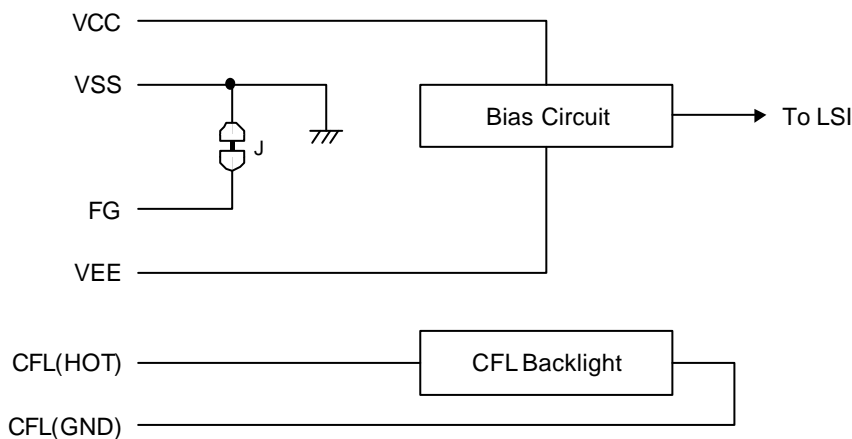 VCC
VSS
Bias Circuit
To LSI
J
FG
VEE
CFL(HOT)
CFL Backlight
CFL(GND)